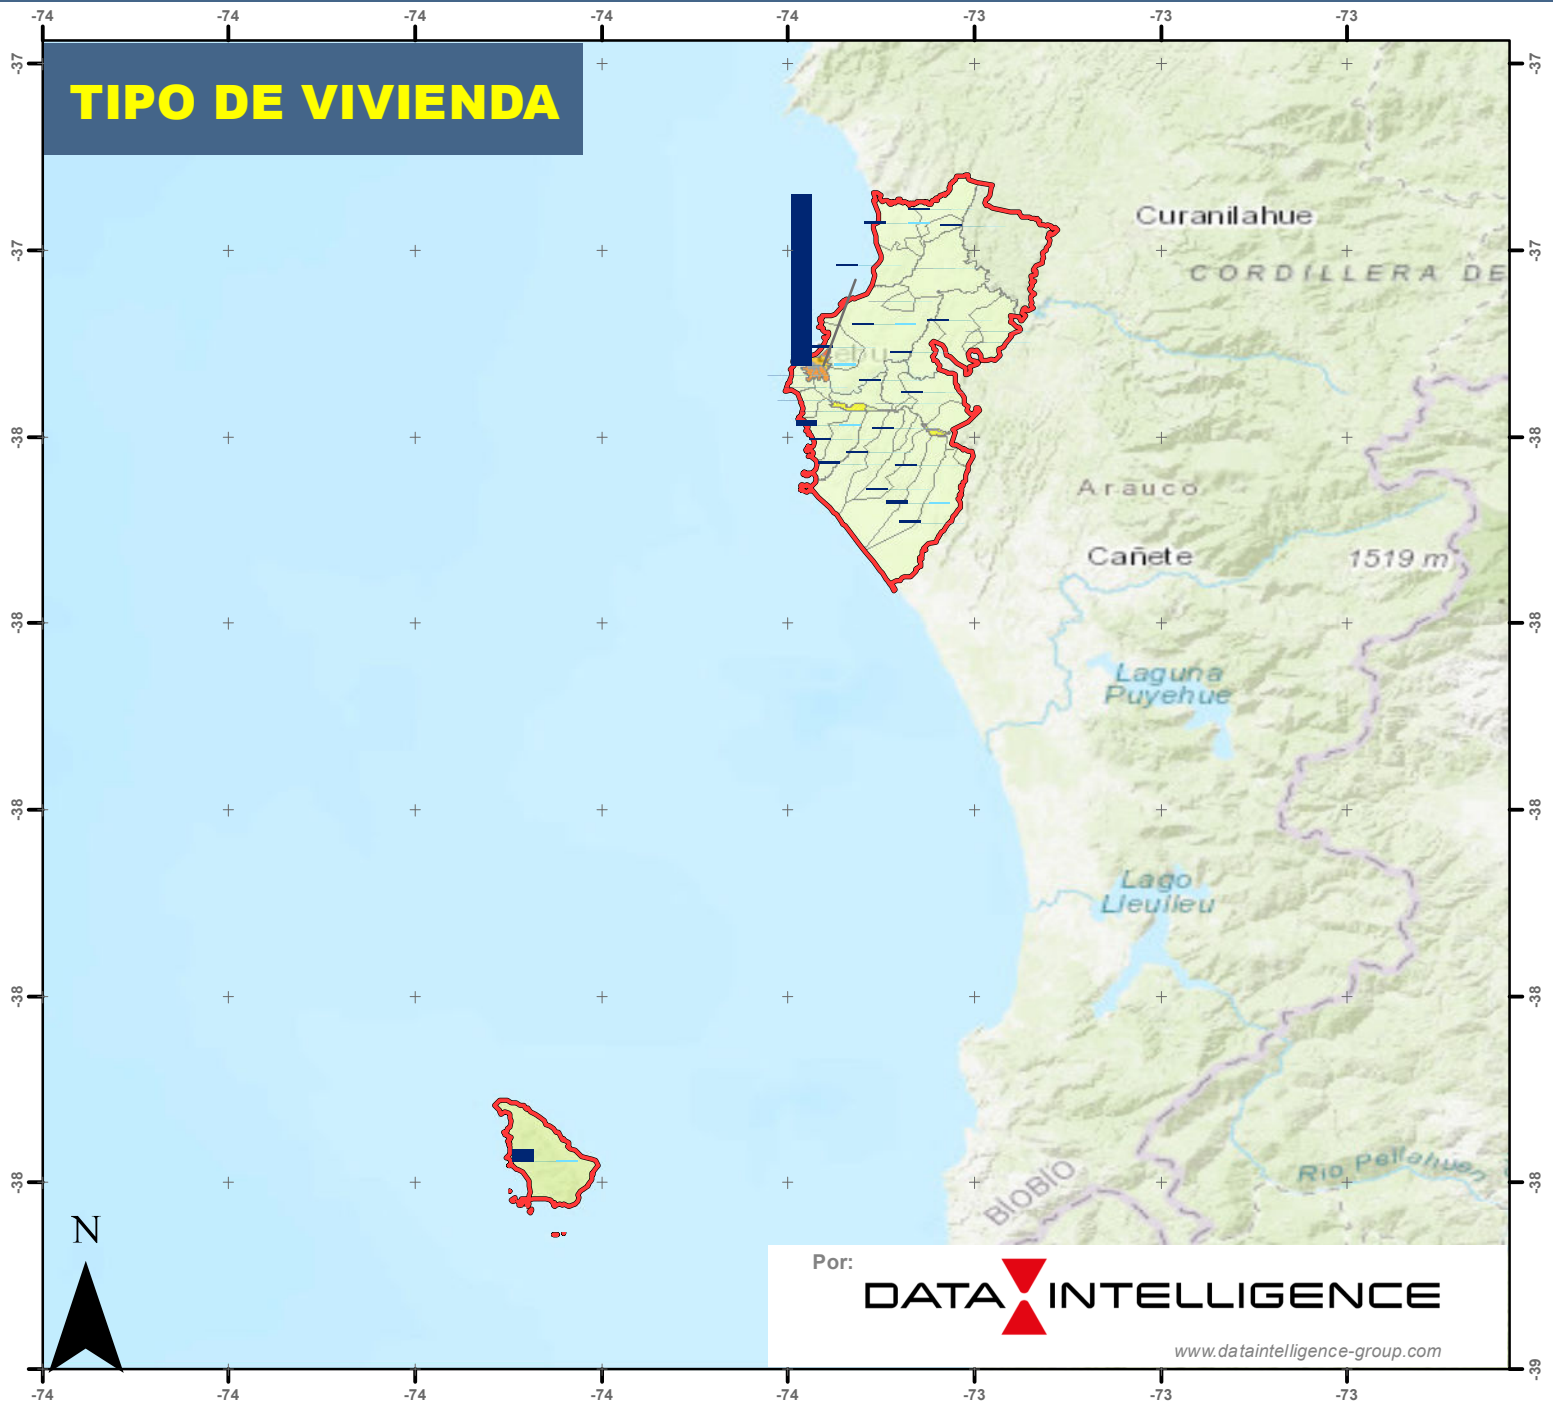 -74 -74 -74 -74 -74 -73 -73 -73
TIPO DE VIVIENDA
-37 -37
Curanilahue
-37 -37
CORDILLERA DE
-38 -38
Arauco
Cañete
1519 m
-38 -38
Laguna
Puyehue
-38 -38
Lago
Lleulleu
-38 -38
Rio Pellahuen
BIOBIO
-38 -38
N
Por:
DATA INTELLIGENCE
www.dataintelligence-group.com
-39
-74 -74 -74 -74 -74 -73 -73 -73